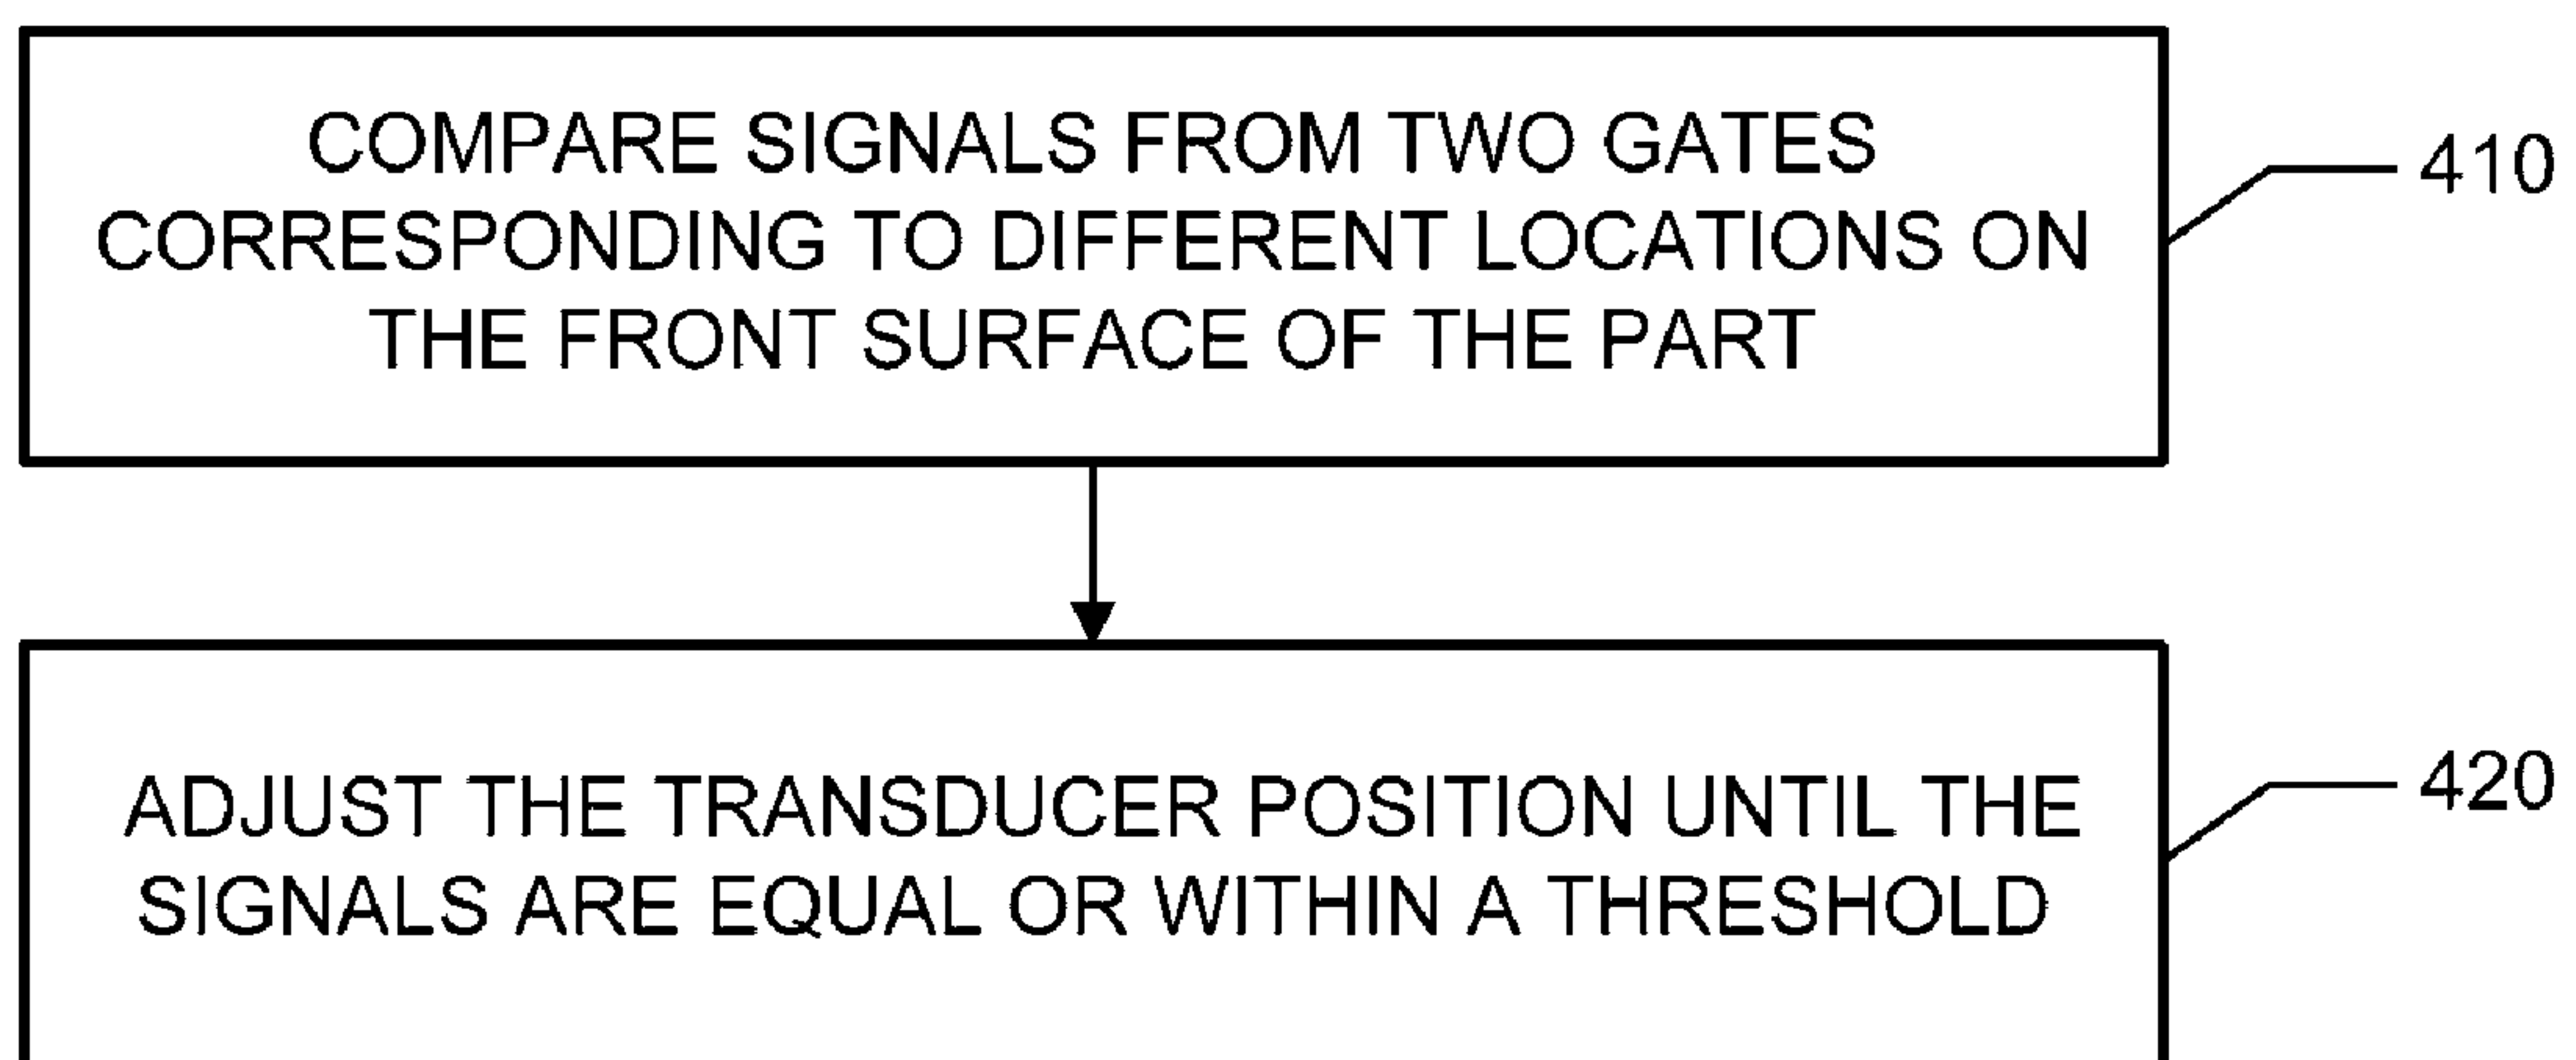 COMPARE SIGNALS FROM TWO GATES
CORRESPONDING TO DIFFERENT LOCATIONS ON
THE FRONT SURFACE OF THE PART
410
ADJUST THE TRANSDUCER POSITION UNTIL THE
SIGNALS ARE EQUAL OR WITHIN A THRESHOLD
420